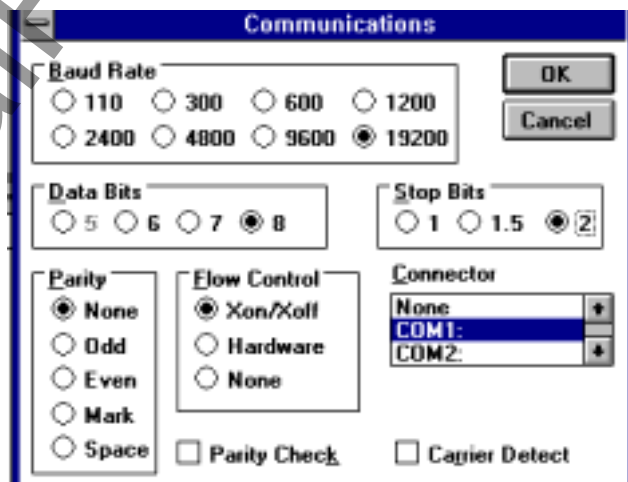 Communications
Baud Rate
110 300 600 1200
2400 4800 9600 19200
OK
Cancel
Data Bits
5 6 7 8
Stop Bits
1 1.5 2
Parity
None
Odd
Even
Mark
Space
Flow Control
Xon/Xoff
Hardware
None
Connector
None
COM1:
COM2:
Parity Check
Carrier Detect